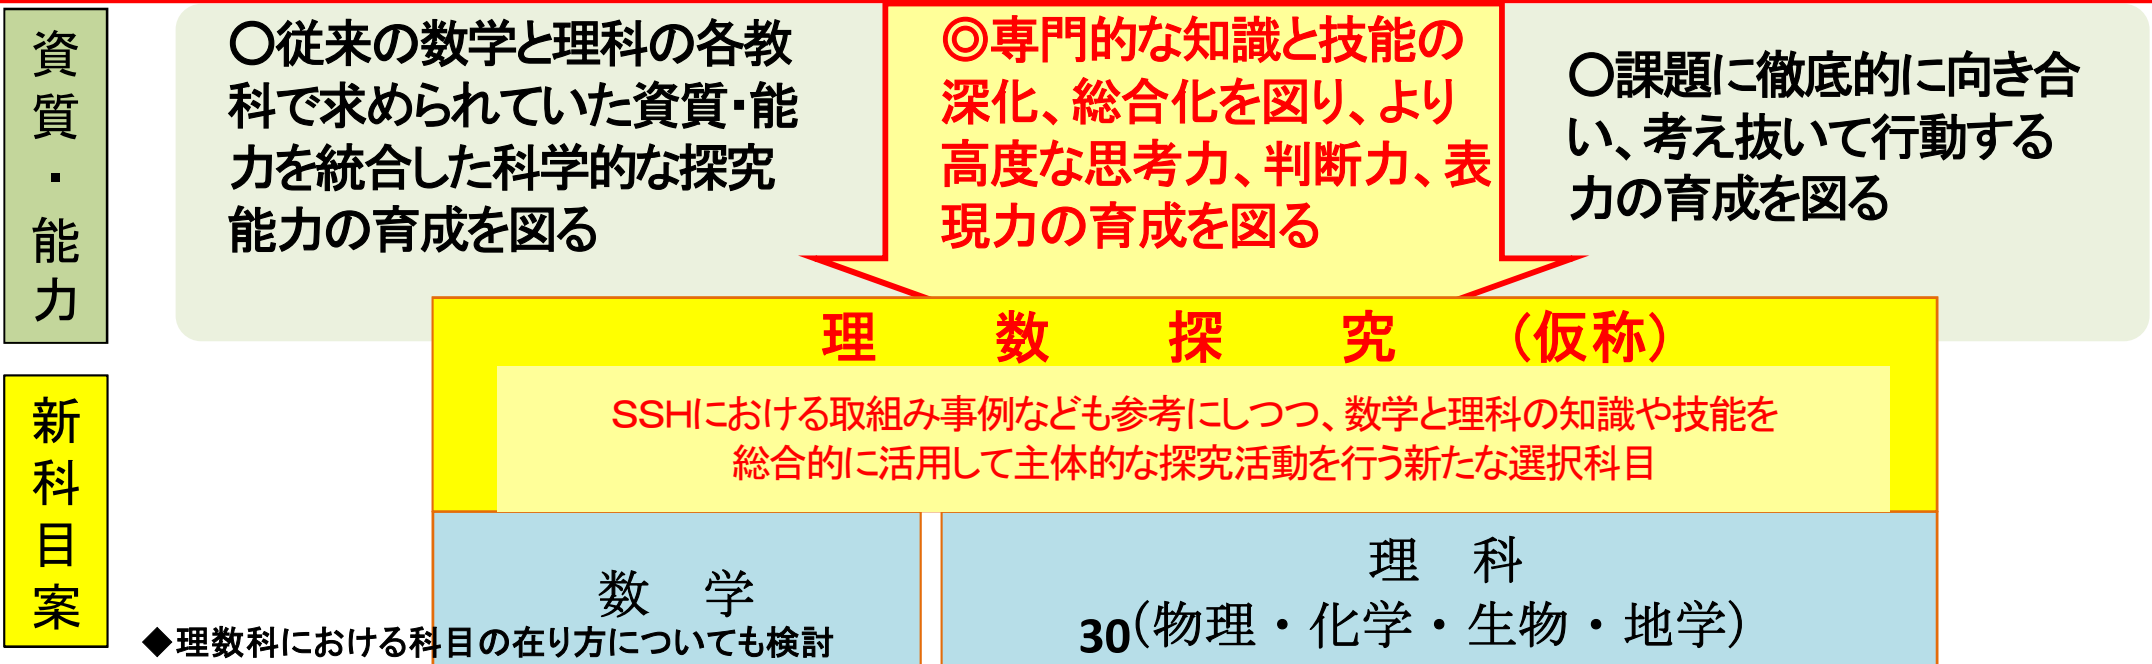 資質・能力
〇従来の数学と理科の各教
科で求められていた資質・能
力を統合した科学的な探究
能力の育成を図る
◎専門的な知識と技能の
深化、総合化を図り、より
高度な思考力、判断力、表
現力の育成を図る
〇課題に徹底的に向き合
い、考え抜いて行動する
力の育成を図る
新科目案
理　数　探　究　（仮称）
SSHにおける取組み事例なども参考にしつつ、数学と理科の知識や技能を
総合的に活用して主体的な探究活動を行う新たな選択科目
数　学
理　科
（物理・化学・生物・地学）
30
◆理数科における科目の在り方についても検討